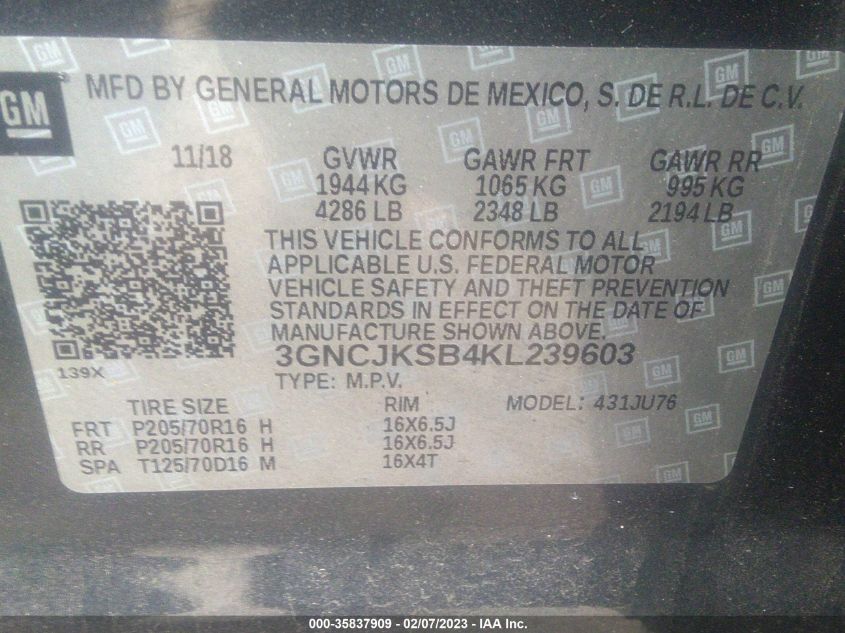 GM
MFD BY GENERAL MOTORS DE MEXICO, S. DE R.L. DE C.V.
11/18 GVWR GAWR FRT GAWR RR
1944 KG 1065 KG 995 KG
4286 LB 2348 LB 2194 LB
THIS VEHICLE CONFORMS TO ALL
APPLICABLE U.S. FEDERAL MOTOR
VEHICLE SAFETY AND THEFT PREVENTION
STANDARDS IN EFFECT ON THE DATE OF
MANUFACTURE SHOWN ABOVE.
3GNCJKSB4KL239603
139X
TYPE: M.P.V.
TIRE SIZE RIM MODEL: 431JU76
FRT P205/70R16 H 16X6.5J
RR P205/70R16 H 16X6.5J
SPA T125/70D16 M 16X4T
000-35837909 - 02/07/2023 - IAA Inc.